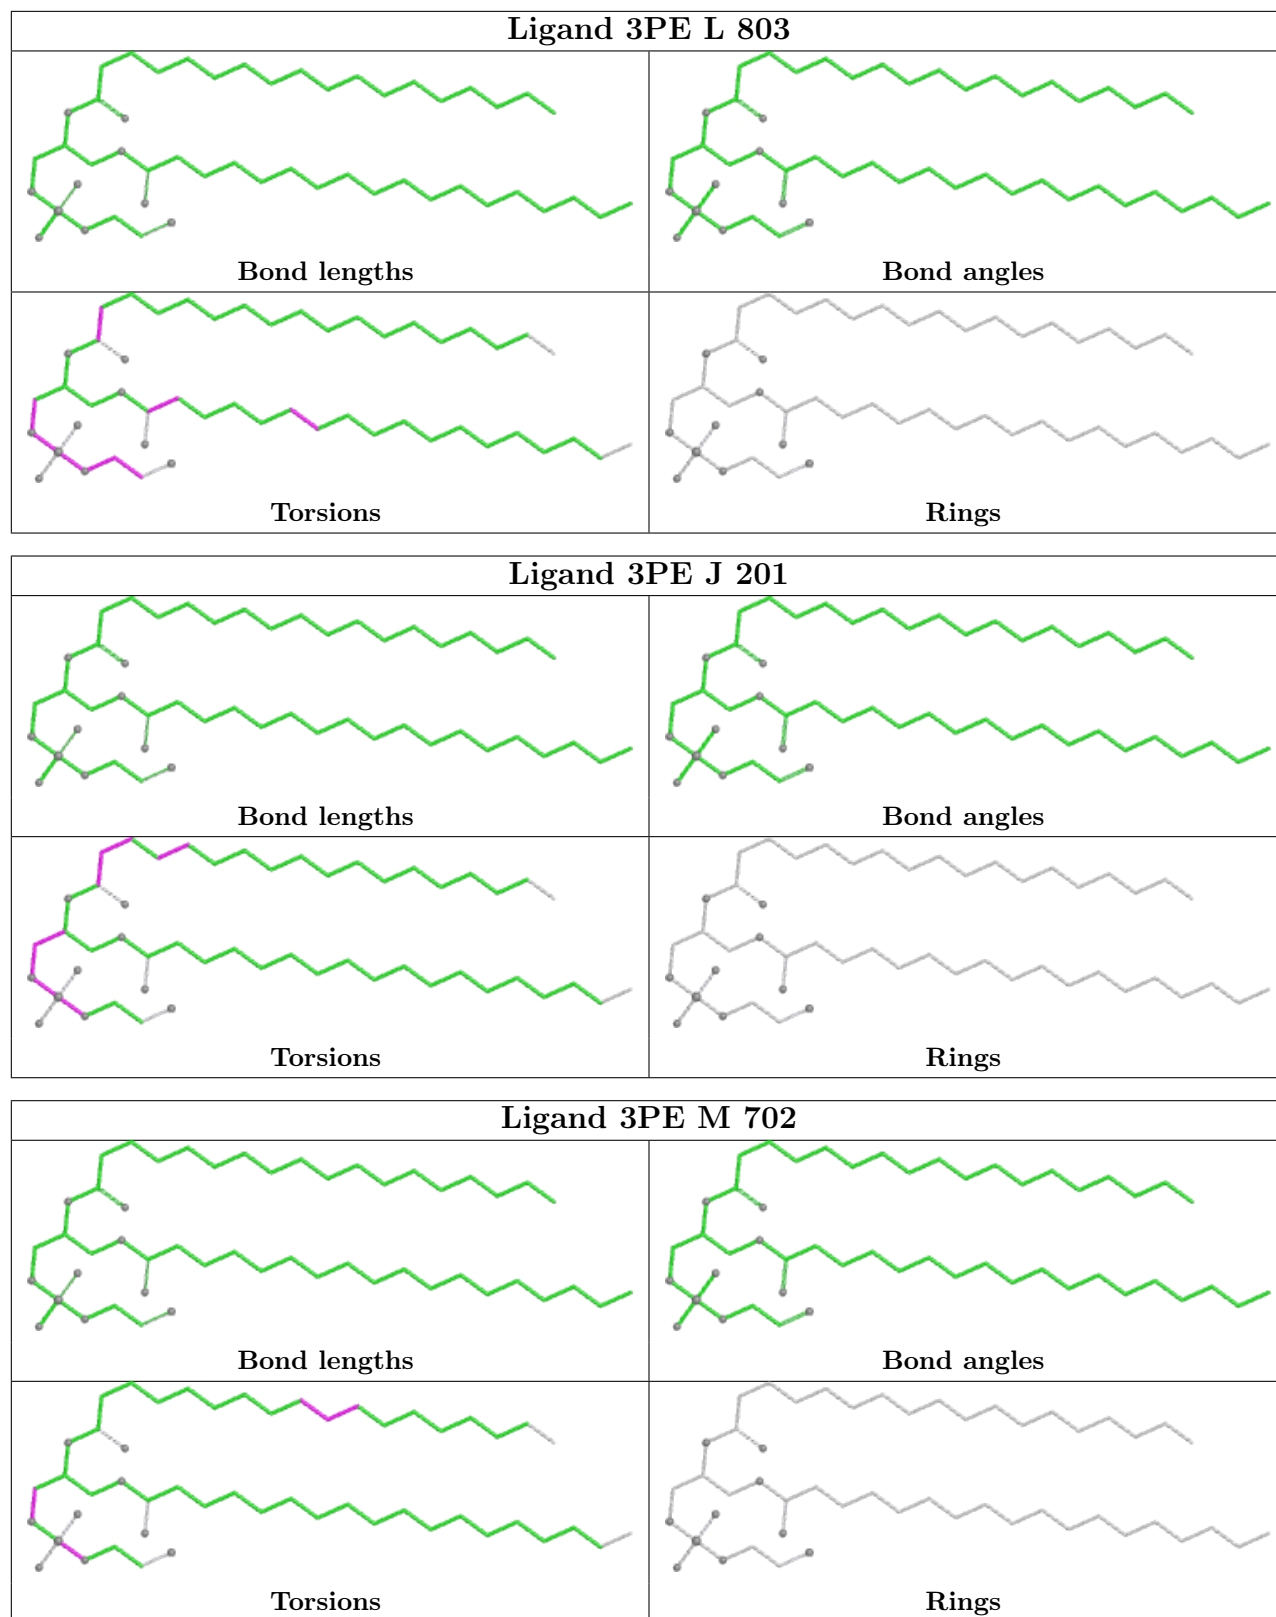 Ligand 3PE L 803
Bond lengths
Bond angles
Torsions
Rings
Ligand 3PE J 201
Bond lengths
Bond angles
Torsions
Rings
Ligand 3PE M 702
Bond lengths
Bond angles
Torsions
Rings